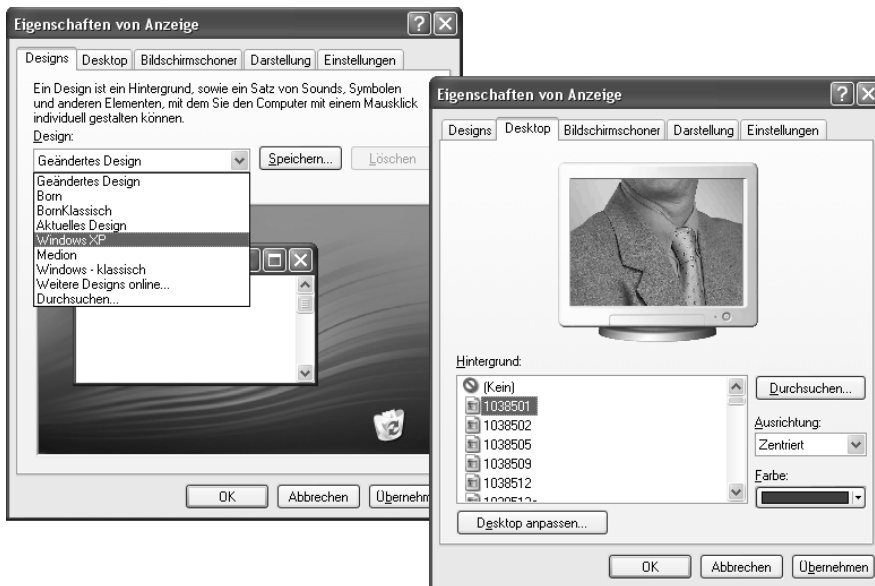 Eigenschaften von Anzeige
Designs Desktop Bildschirmschoner Darstellung Einstellungen
Ein Design ist ein Hintergrund, sowie ein Satz von Sounds, Symbolen
und anderen Elementen, mit dem Sie den Computer mit einem Mausklick
individuell gestalten können.
Design:
Geändertes Design
Speichern...
Löschen
Geändertes Design
Born
BornKlassisch
Aktuelles Design
Windows XP
Medion
Windows - klassisch
Weitere Designs online...
Durchsuchen...
OK Abbrechen Übernehm
Eigenschaften von Anzeige
Designs Desktop Bildschirmschoner Darstellung Einstellungen
Hintergrund:
(Kein)
1038501
1038502
1038505
1038509
1038512
Durchsuchen...
Ausrichtung:
Zentriert
Farbe:
Desktop anpassen...
OK Abbrechen Übernehmen